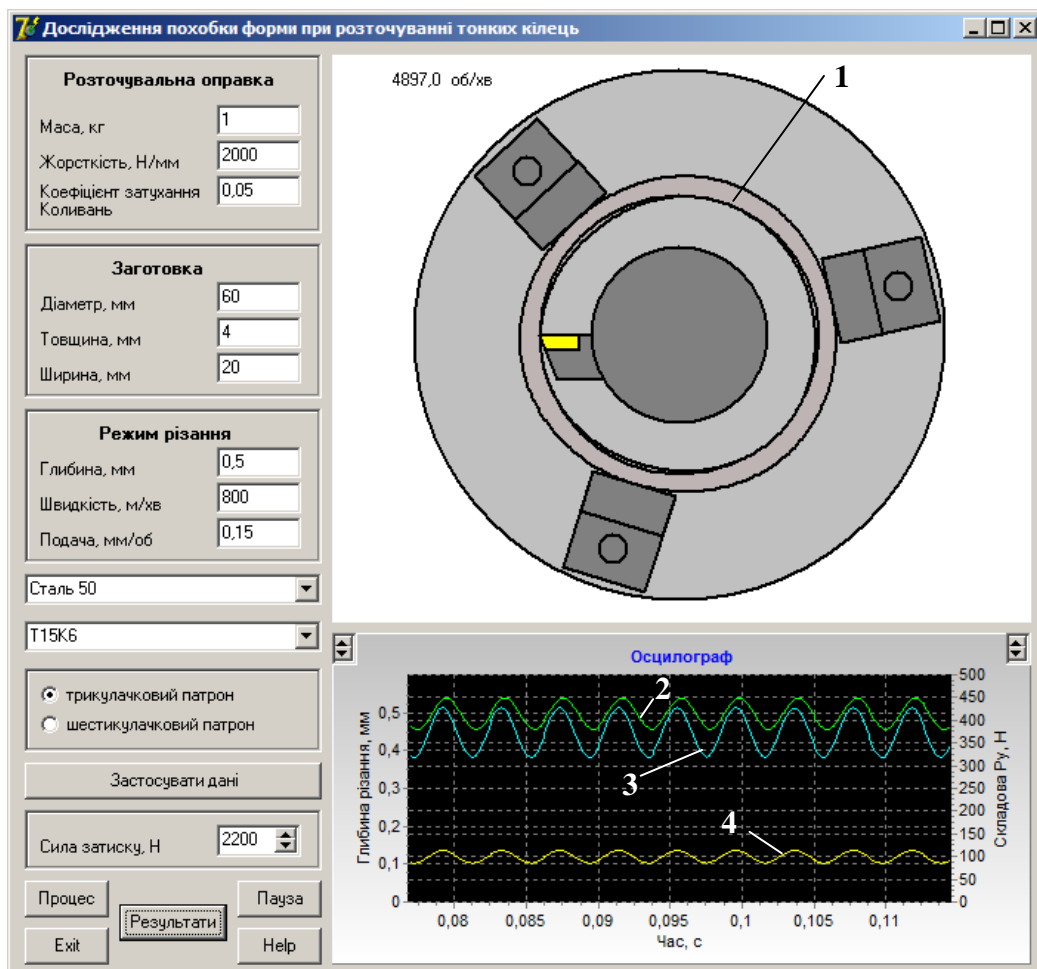 Дослідження похобки форми при розточуванні тонких кілець
Розточувальна оправка
Маса, кг 1
Жорсткість, Н/мм 2000
Коефіцієнт затухання 0,05
Коливань
Заготовка
Діаметр, мм 60
Товщина, мм 4
Ширина, мм 20
Режим різання
Глибина, мм 0,5
Швидкість, м/хв 800
Подача, мм/об 0,15
Сталь 50
Т15К6
трикулачковий патрон
шестикулачковий патрон
Застосувати дані
Сила затиску, Н 2200
Процес
Пауза
Результати
Exit
Help
4897,0 об/хв
1
Осцилограф
Глибина різання, мм
0,5
0,4
0,3
0,2
0,1
0
2
3
4
500
450
400
350
300
250
200
150
100
50
0
Складова Ру, Н
0,08 0,085 0,09 0,095 0,1 0,105 0,11
Час, с